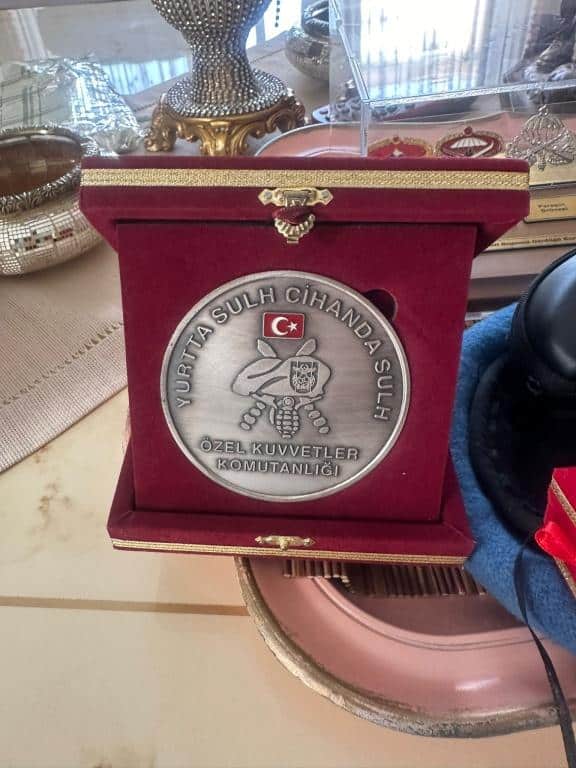 YURTTA SULH CİHANDA SULH
ÖZEL KUVVETLER
KOMUTANLIĞI